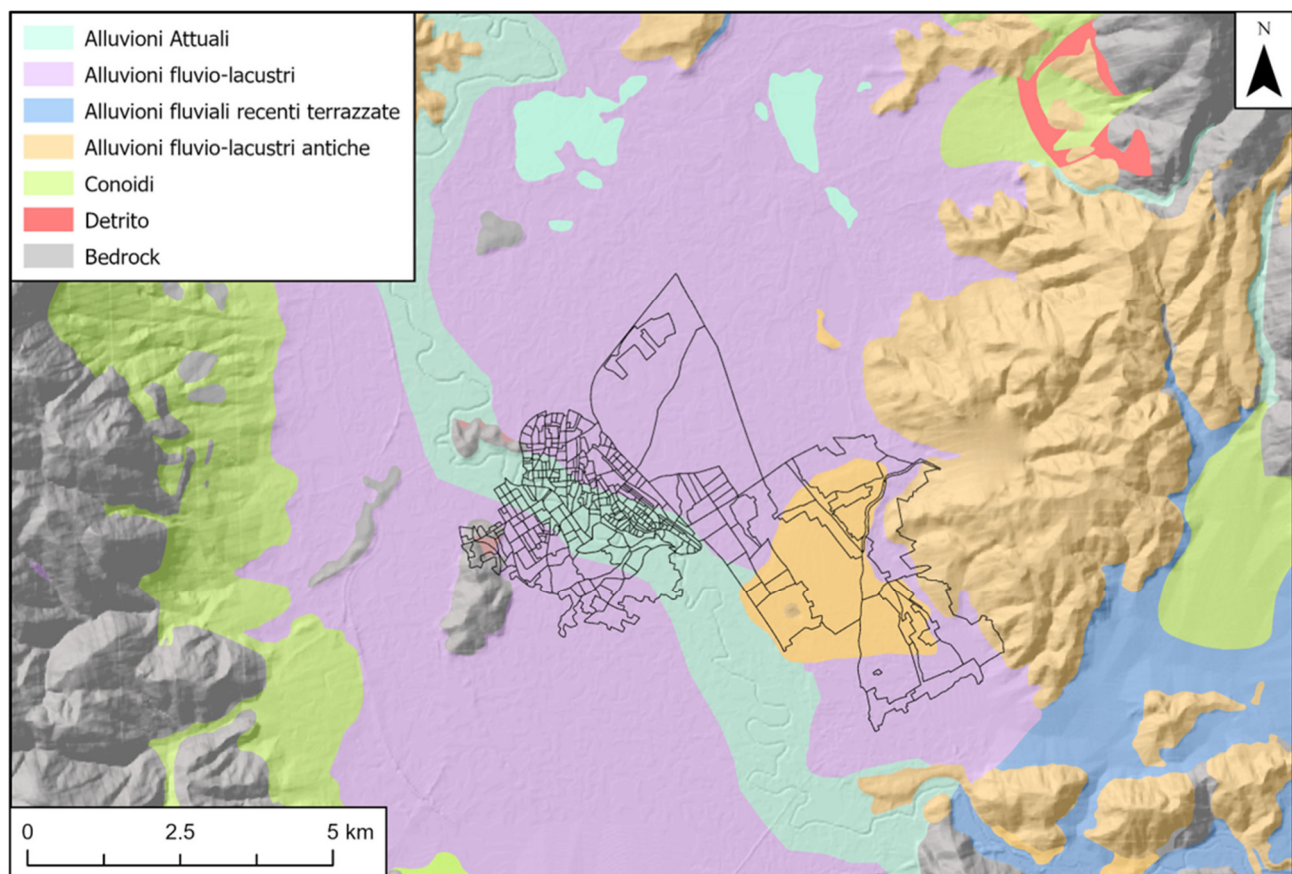 Alluvioni Attuali
Alluvioni fluvio-lacustri
Alluvioni fluviali recenti terrazzate
Alluvioni fluvio-lacustri antiche
Conoidi
Detrito
Bedrock
N
0 2.5 5 km